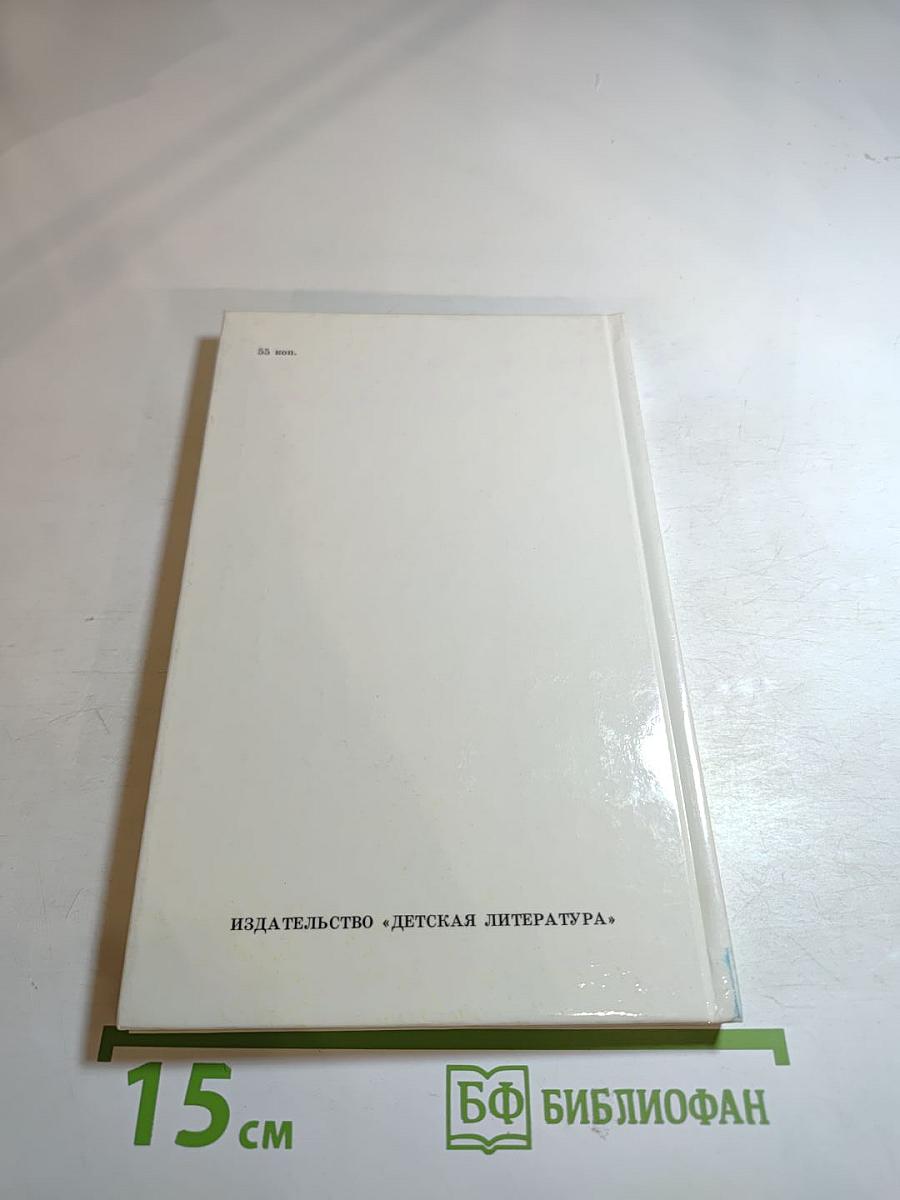 55 коп.
ИЗДАТЕЛЬСТВО «ДЕТСКАЯ ЛИТЕРАТУРА»
15 см
БФ БИБЛИОФАН